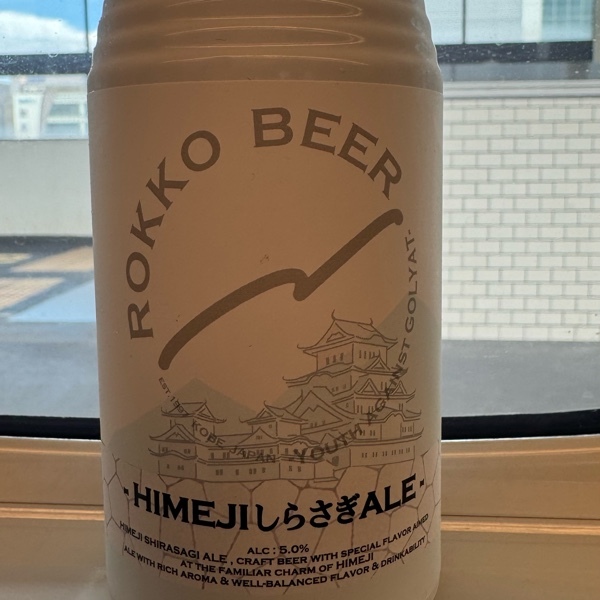 ROKKO BEER
EST.1997 KOBE JAPAN -YOUTH AGAINST GOLYAT-
-HIMEJIしらさぎALE-
ALC : 5.0%
HIMEJI SHIRASAGI ALE , CRAFT BEER WITH SPECIAL FLAVOR AIMED
AT THE FAMILIAR CHARM OF HIMEJI
ALE WITH RICH AROMA & WELL-BALANCED FLAVOR & DRINKABILITY